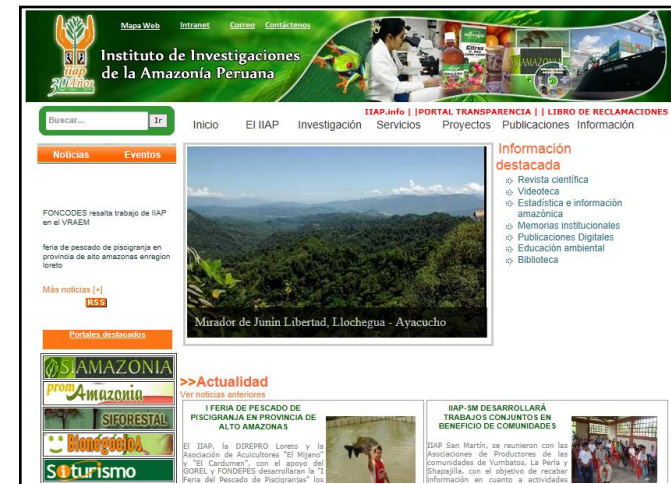 Mapa Web Intranet Correo Contáctenos
iiap
30 Años
Instituto de Investigaciones
de la Amazonía Peruana
Citrus
AMAZONIA
IIAP.info | |PORTAL TRANSPARENCIA | | LIBRO DE RECLAMACIONES
Buscar... Ir
Inicio El IIAP Investigación Servicios Proyectos Publicaciones Información
Noticias Eventos
FONCODES resalta trabajo de IIAP
en el VRAEM
feria de pescado de piscigranja en
provincia de alto amazonas enregion
loreto
Más noticias [+]
RSS
Portales destacados
SIAMAZONIA
promAmazonia
SIFORESTAL
Bionegocios
Siturismo
Mirador de Junín Libertad, Llochegua - Ayacucho
Información
destacada
Revista científica
Videoteca
Estadística e información
amazónica
Memorias institucionales
Publicaciones Digitales
Educación ambiental
Biblioteca
>>Actualidad
Ver noticias anteriores
I FERIA DE PESCADO DE
PISCIGRANJA EN PROVINCIA DE
ALTO AMAZONAS
El IIAP, la DIREPRO Loreto y la
Asociación de Acuicultores "El Mijano"
y "El Cardumen", con el apoyo del
GOREL y FONDEPES desarrollaran la "I
Feria del Pescado de Piscigranjas" los
IIAP-SM DESARROLLARÁ
TRABAJOS CONJUNTOS EN
BENEFICIO DE COMUNIDADES
IIAP San Martín, se reunieron con las
Asociaciones de Productores de las
comunidades de Yumbatos, La Perla y
Shapajilla, con el objetivo de recabar
información en cuanto a actividades